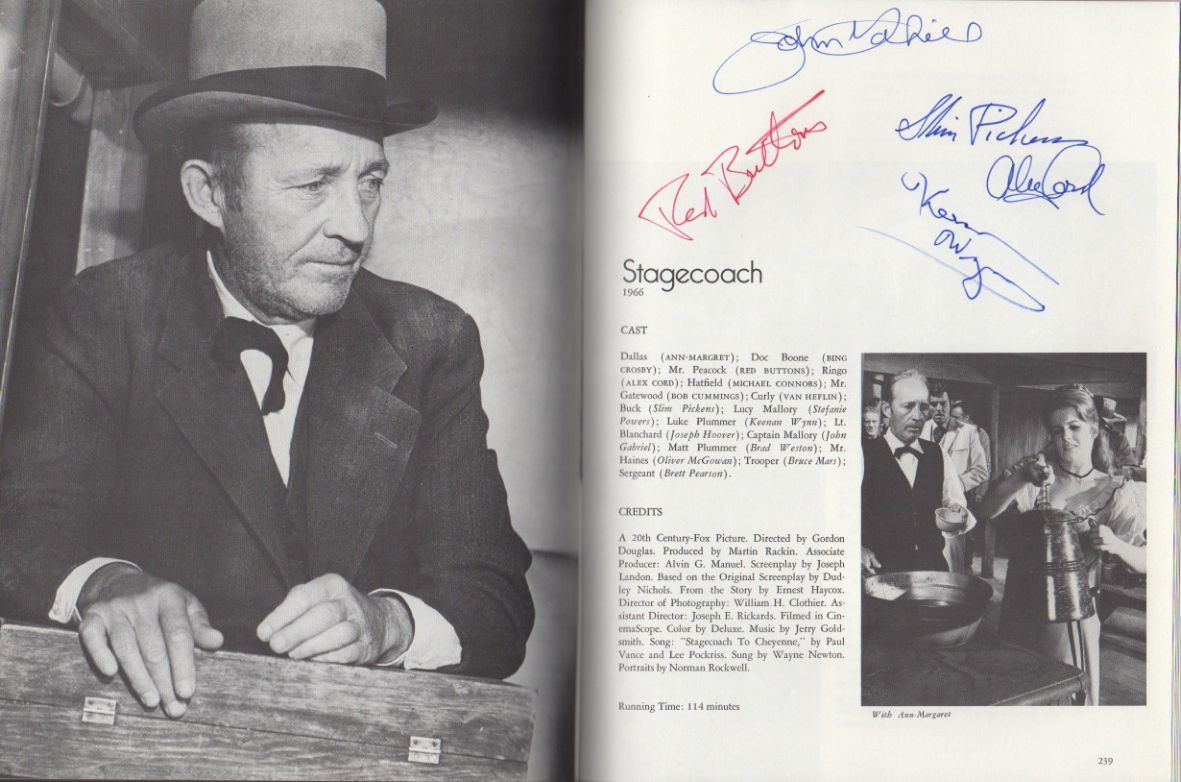 John
Red Buttons
Slim Pickens
Alex Cord
Keenan
Wynn
Stagecoach
1966
CAST
Dallas (ANN-MARGRET); Doc Boone (BING
CROSBY); Mr. Peacock (RED BUTTONS); Ringo
(ALEX CORD); Hatfield (MICHAEL CONNORS); Mr.
Gatewood (BOB CUMMINGS); Curly (VAN HEFLIN);
Buck (Slim Pickens); Lucy Mallory (Stefanie
Powers); Luke Plummer (Keenan Wynn); Lt.
Blanchard (Joseph Hoover); Captain Mallory (John
Gabriel); Matt Plummer (Brad Weston); Mr.
Haines (Oliver McGowan); Trooper (Bruce Mars);
Sergeant (Brett Pearson).
CREDITS
A 20th Century-Fox Picture. Directed by Gordon
Douglas. Produced by Martin Rackin. Associate
Producer: Alvin G. Manuel. Screenplay by Joseph
Landon. Based on the Original Screenplay by Dud-
ley Nichols. From the Story by Ernest Haycox.
Director of Photography: William H. Clothier. As-
sistant Director: Joseph E. Rickards. Filmed in Cin-
emaScope. Color by Deluxe. Music by Jerry Gold-
smith. Song: "Stagecoach To Cheyenne," by Paul
Vance and Lee Pockriss. Sung by Wayne Newton.
Portraits by Norman Rockwell.
Running Time: 114 minutes
With Ann-Margaret
239